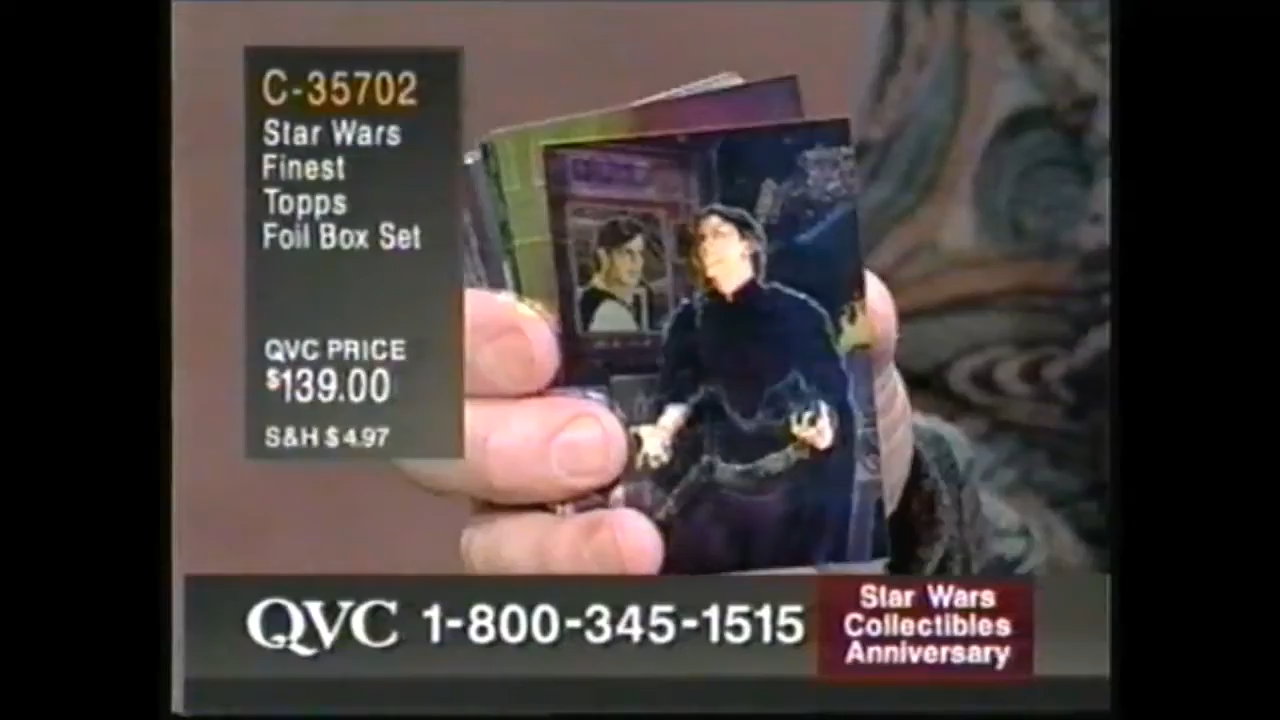 C-35702
Star Wars
Finest
Topps
Foil Box Set
QVC PRICE
$139.00
S&H $4.97
QVC 1-800-345-1515
Star Wars
Collectibles
Anniversary